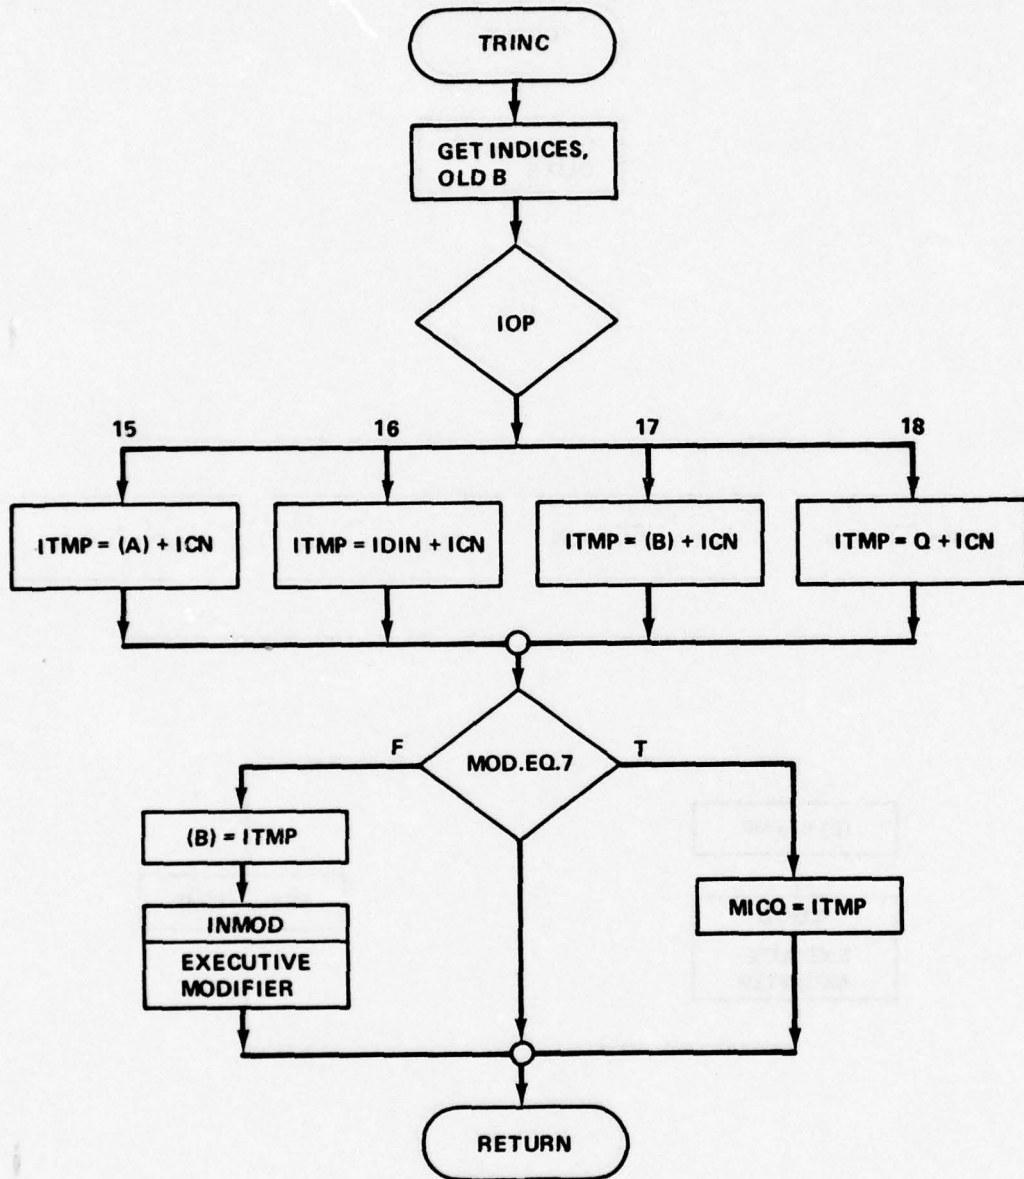 TRINC
GET INDICES,
OLD B
IOP
15 16 17 18
ITMP = (A) + ICN ITMP = IDIN + ICN ITMP = (B) + ICN ITMP = Q + ICN
F MOD.EQ.7 T
(B) = ITMP
MICQ = ITMP
INMOD
EXECUTIVE
MODIFIER
RETURN